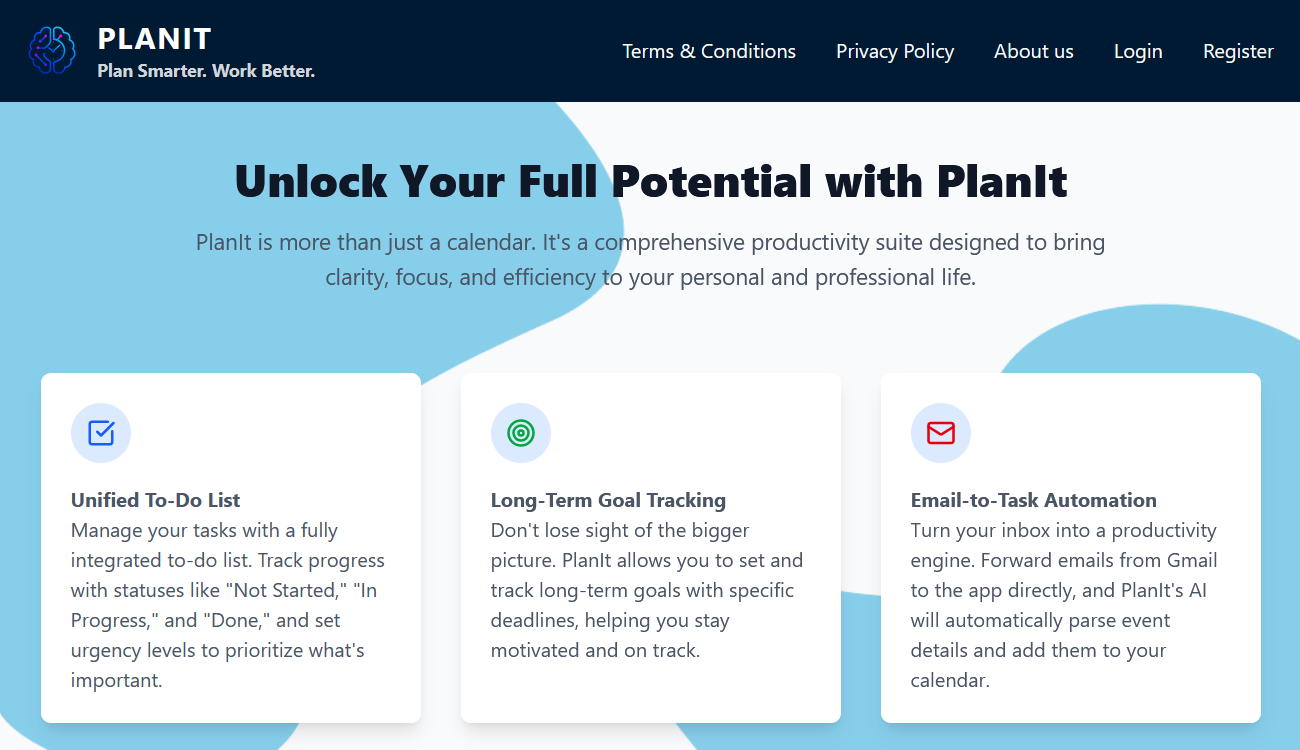 PLANIT
Plan Smarter. Work Better.
Terms & Conditions
Privacy Policy
About us
Login
Register
Unlock Your Full Potential with PlanIt
PlanIt is more than just a calendar. It's a comprehensive productivity suite designed to bring
clarity, focus, and efficiency to your personal and professional life.
Unified To-Do List
Manage your tasks with a fully
integrated to-do list. Track progress
with statuses like "Not Started," "In
Progress," and "Done," and set
urgency levels to prioritize what's
important.
Long-Term Goal Tracking
Don't lose sight of the bigger
picture. PlanIt allows you to set and
track long-term goals with specific
deadlines, helping you stay
motivated and on track.
Email-to-Task Automation
Turn your inbox into a productivity
engine. Forward emails from Gmail
to the app directly, and PlanIt's AI
will automatically parse event
details and add them to your
calendar.